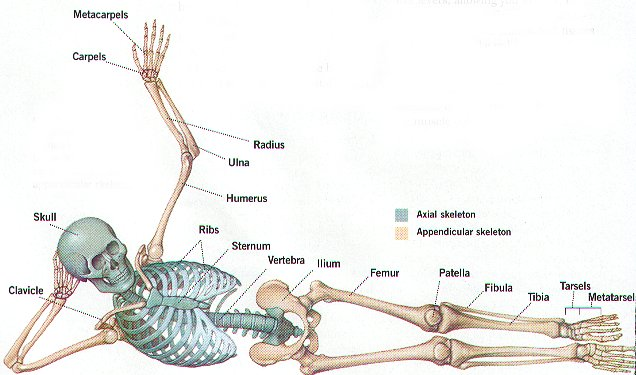 Metacarpels
Carpels
Radius
Ulna
Humerus
Skull
Ribs
Sternum
Vertebra
Ilium
Clavicle
Axial skeleton
Appendicular skeleton
Femur
Patella
Fibula
Tibia
Tarsels
Metatarsel